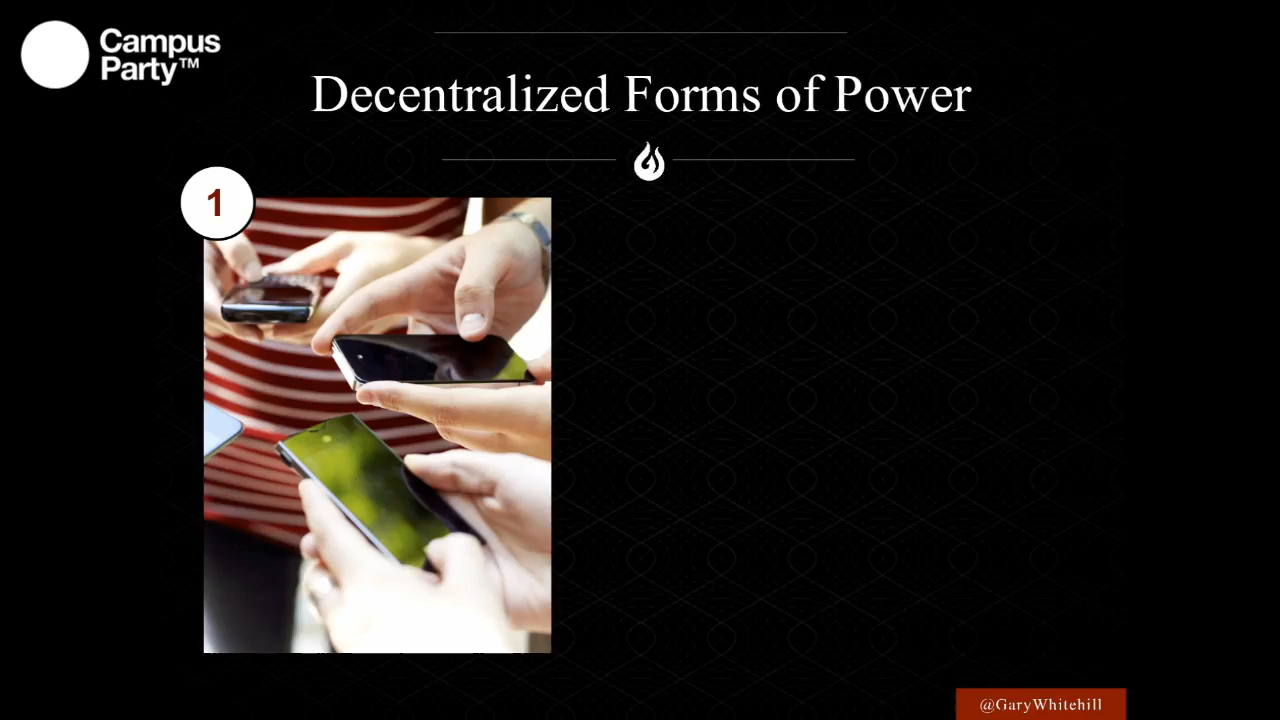 Campus
Party™
Decentralized Forms of Power
1
@GaryWhitehill